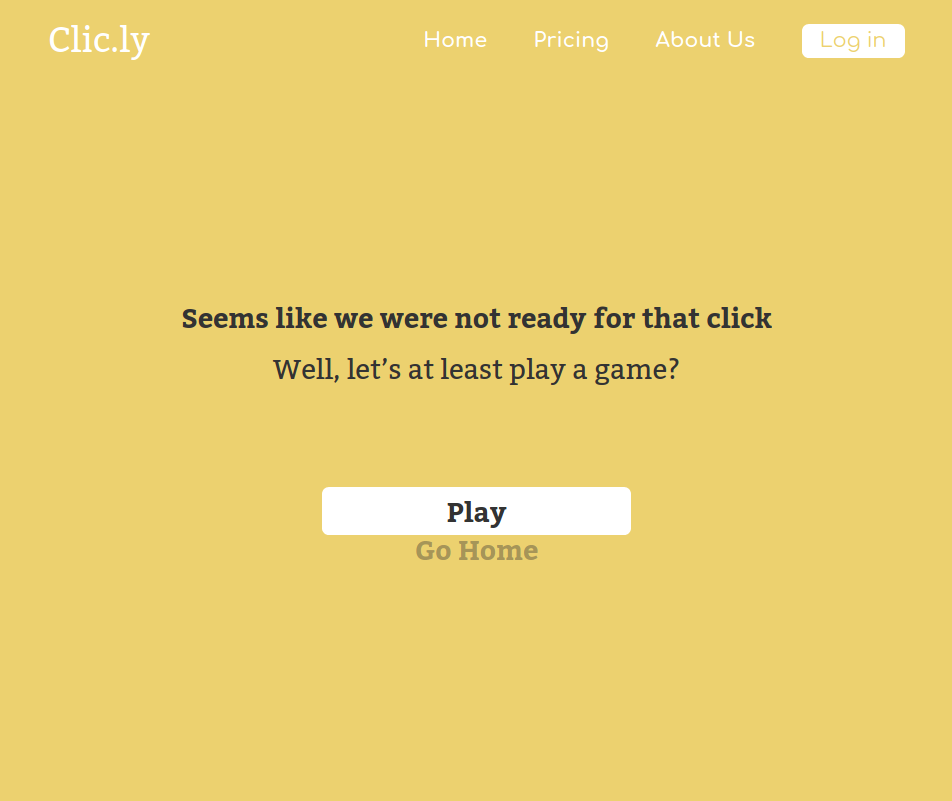 Clic.ly Home Pricing About Us Log in
Seems like we were not ready for that click
Well, let’s at least play a game?
Play
Go Home